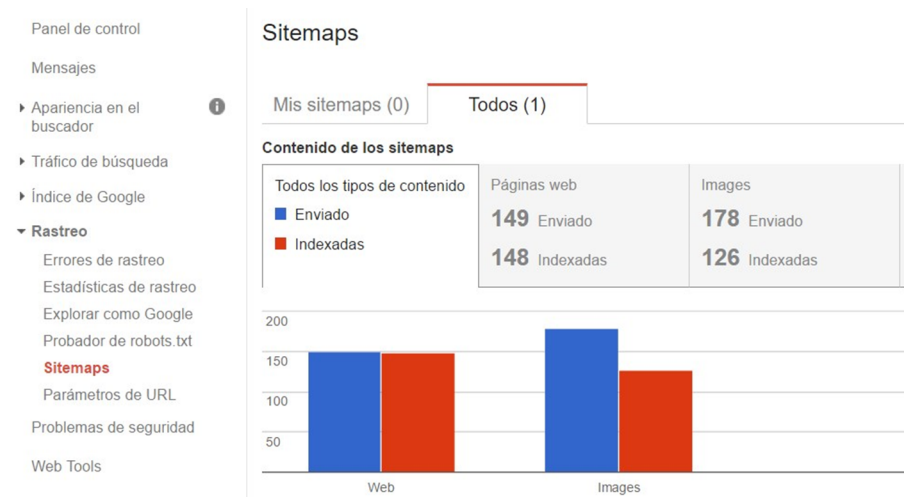 Panel de control
Mensajes
Apariencia en el
buscador
Tráfico de búsqueda
Índice de Google
Rastreo
Errores de rastreo
Estadísticas de rastreo
Explorar como Google
Probador de robots.txt
Sitemaps
Parámetros de URL
Problemas de seguridad
Web Tools
Sitemaps
Mis sitemaps (0)
Todos (1)
Contenido de los sitemaps
Todos los tipos de contenido
Enviado
Indexadas
Páginas web
149 Enviado
148 Indexadas
Images
178 Enviado
126 Indexadas
200
150
100
50
Web
Images